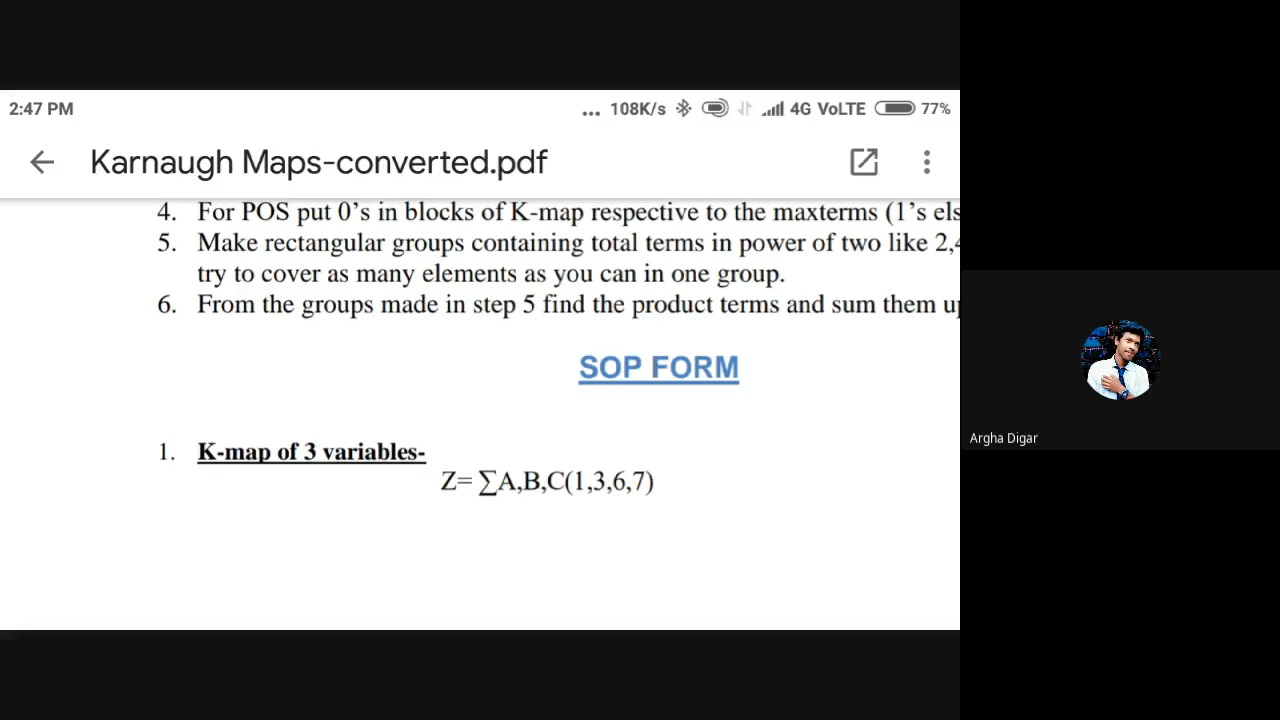 2:47 PM ... 108K/s 4G VoLTE 77%
Karnaugh Maps-converted.pdf
4. For POS put 0’s in blocks of K-map respective to the maxterms (1’s els
5. Make rectangular groups containing total terms in power of two like 2,4
try to cover as many elements as you can in one group.
6. From the groups made in step 5 find the product terms and sum them up
SOP FORM
1. K-map of 3 variables-
Z= ∑A,B,C(1,3,6,7)
Argha Digar